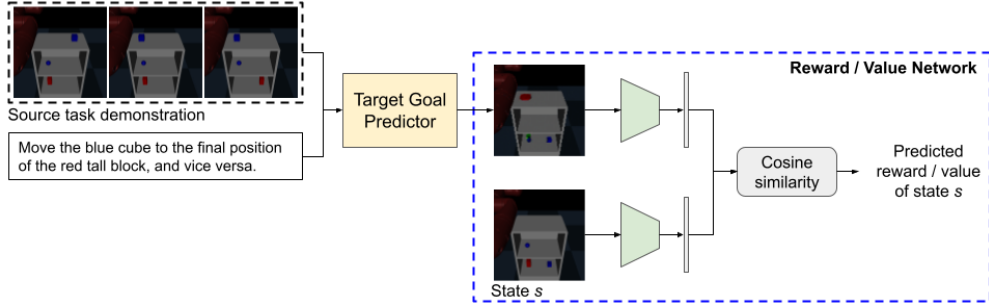 Source task demonstration
Move the blue cube to the final position
of the red tall block, and vice versa.
Target Goal
Predictor
Reward / Value Network
Cosine
similarity
Predicted
reward / value
of state s
State s